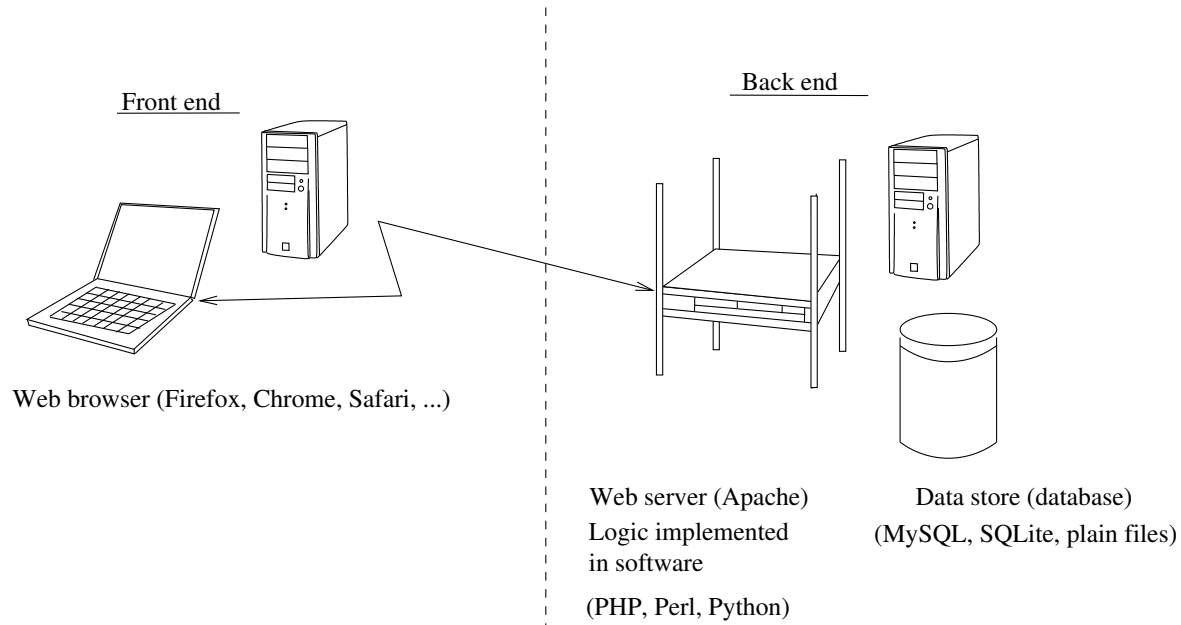 Front end
Web browser (Firefox, Chrome, Safari, ...)
Back end
Web server (Apache)
Logic implemented
in software
(PHP, Perl, Python)
Data store (database)
(MySQL, SQLite, plain files)